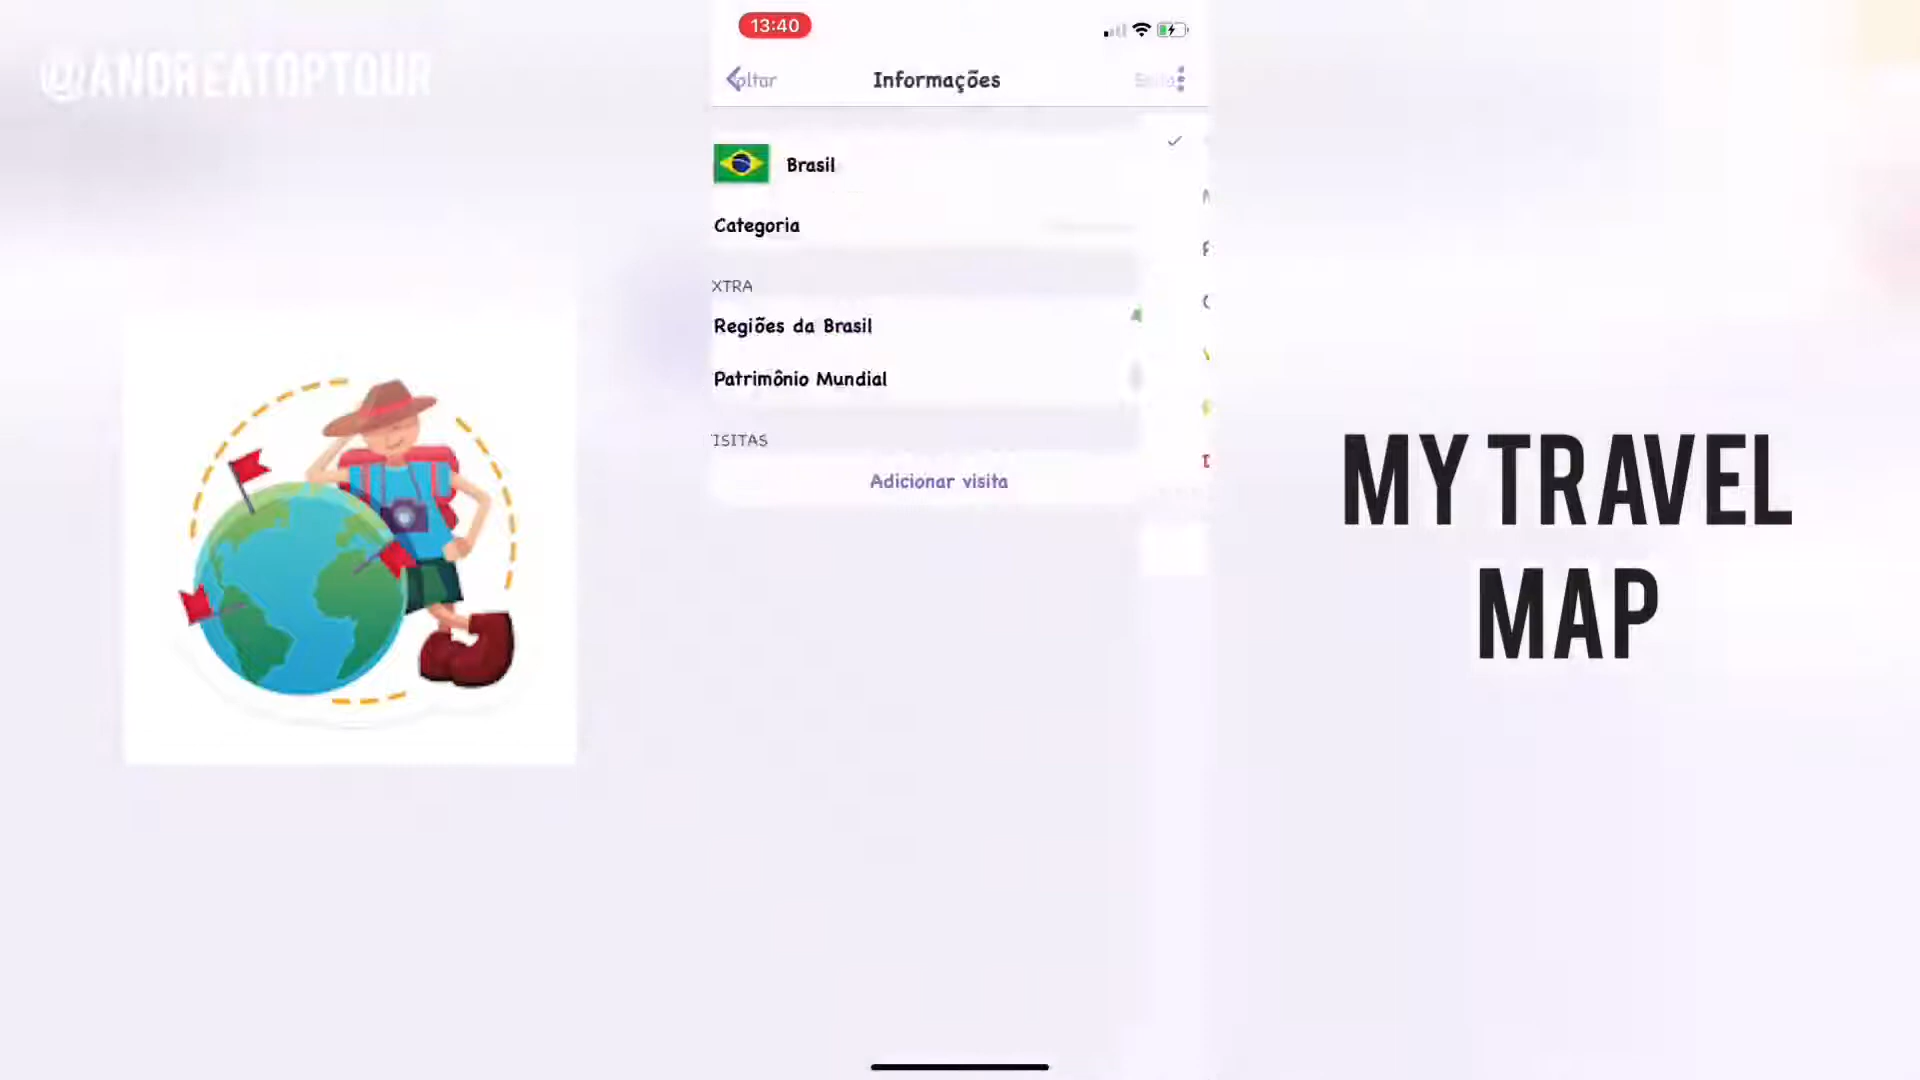 @ANDREATOPTOUR
13:40
Informações
Brasil
Categoria
XTRA
Regiões da Brasil
Patrimônio Mundial
ISITAS
Adicionar visita
MY TRAVEL
MAP